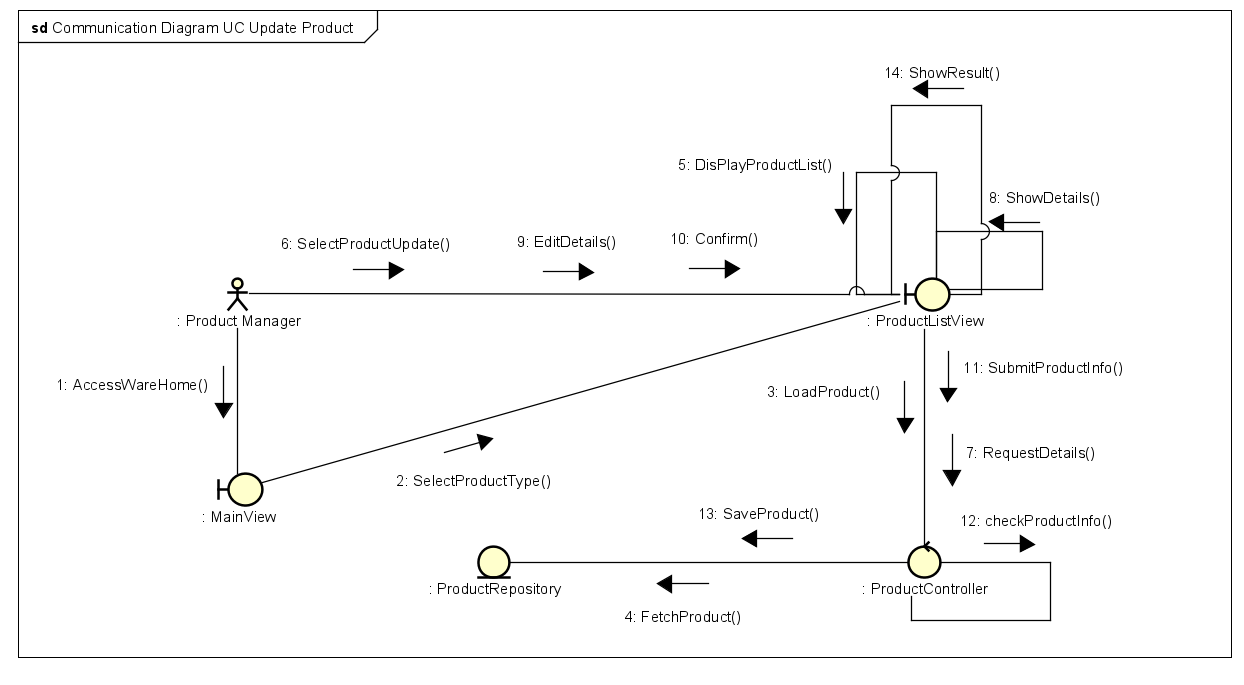 sd Communication Diagram UC Update Product
14: ShowResult()
5: DisPlayProductList()
8: ShowDetails()
6: SelectProductUpdate()
9: EditDetails()
10: Confirm()
: Product Manager
: ProductListView
1: AccessWareHome()
3: LoadProduct()
11: SubmitProductInfo()
2: SelectProductType()
7: RequestDetails()
: MainView
13: SaveProduct()
12: checkProductInfo()
: ProductRepository
: ProductController
4: FetchProduct()